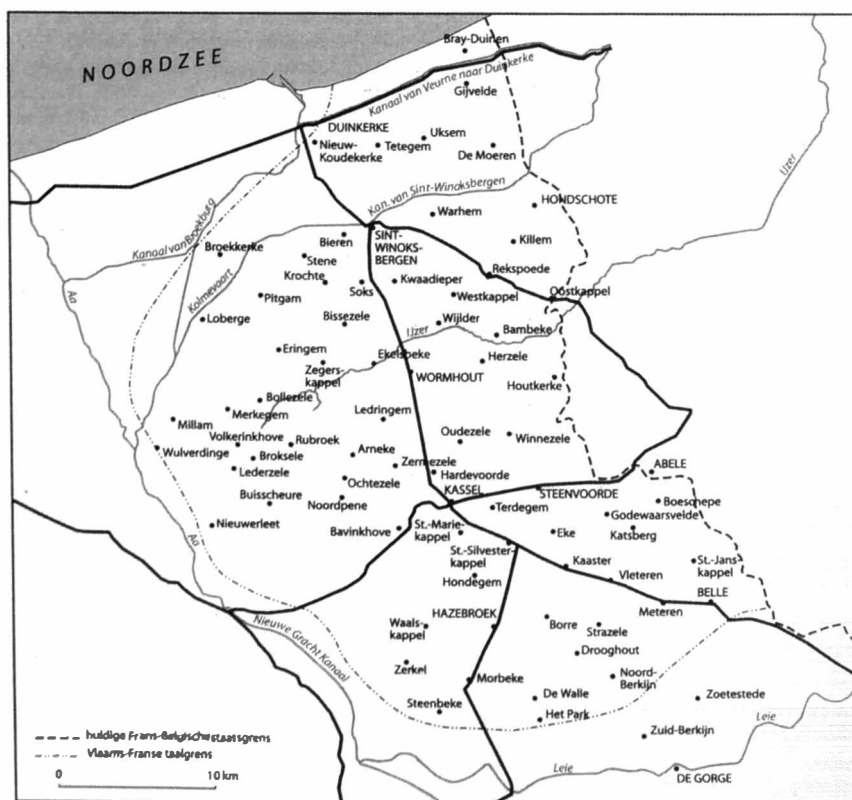 Bray-Duinen
NOORDZEE
Kanaal van Veurne naar Duinkerke
Gijvelde
DUINKERKE
Uksem
Nieuw-
Koudekerke
Tetegem
De Moeren
IJzer
Kan. van Sint-Winoksbergen
HONDSCHOTE
Warhem
Kanaal van Broekburg
Bieren
SINT-
WINOKS-
BERGEN
Killem
Broekkerke
Stene
Rekspoede
Krochte
Soks
Kwaadieper
Aa
Kolmevaart
Pitgam
Westkappel
Oostkappel
Loberge
Bissezele
Wijlder
IJzer
Bambeke
Eringem
Ekelsbeke
Herzele
Zegers-
kappel
WORMHOUT
Houtkerke
Bollezele
Merkegem
Ledringem
Millam
Volkerinkhove
Rubroek
Oudezele
Winnezele
Wulverdinge
Broksele
Arneke
Lederzele
Zermezele
Hardevoorde
ABELE
Ochtezele
KASSEL
STEENVOORDE
Buisscheure
Noordpene
Terdegem
Boeschepe
Godewaarsvelde
Nieuwerleet
Bavinkhove
St.-Marie-
kappel
Eke
Katsberg
Aa
St.-Silvester-
kappel
Kaaster
St.-Jans-
kappel
Hondegem
Vleteren
BELLE
Nieuwe Gracht Kanaal
HAZEBROEK
Meteren
Waals-
kappel
Borre
Strazele
Drooghout
Zerkel
Morbeke
Noord-
Berkijn
De Walle
Zoetestede
Steenbeke
Het Park
Leie
Zuid-Berkijn
huidige Frans-Belgische staatsgrens
Vlaams-Franse taalgrens
0 10 km
Leie
DE GORGE